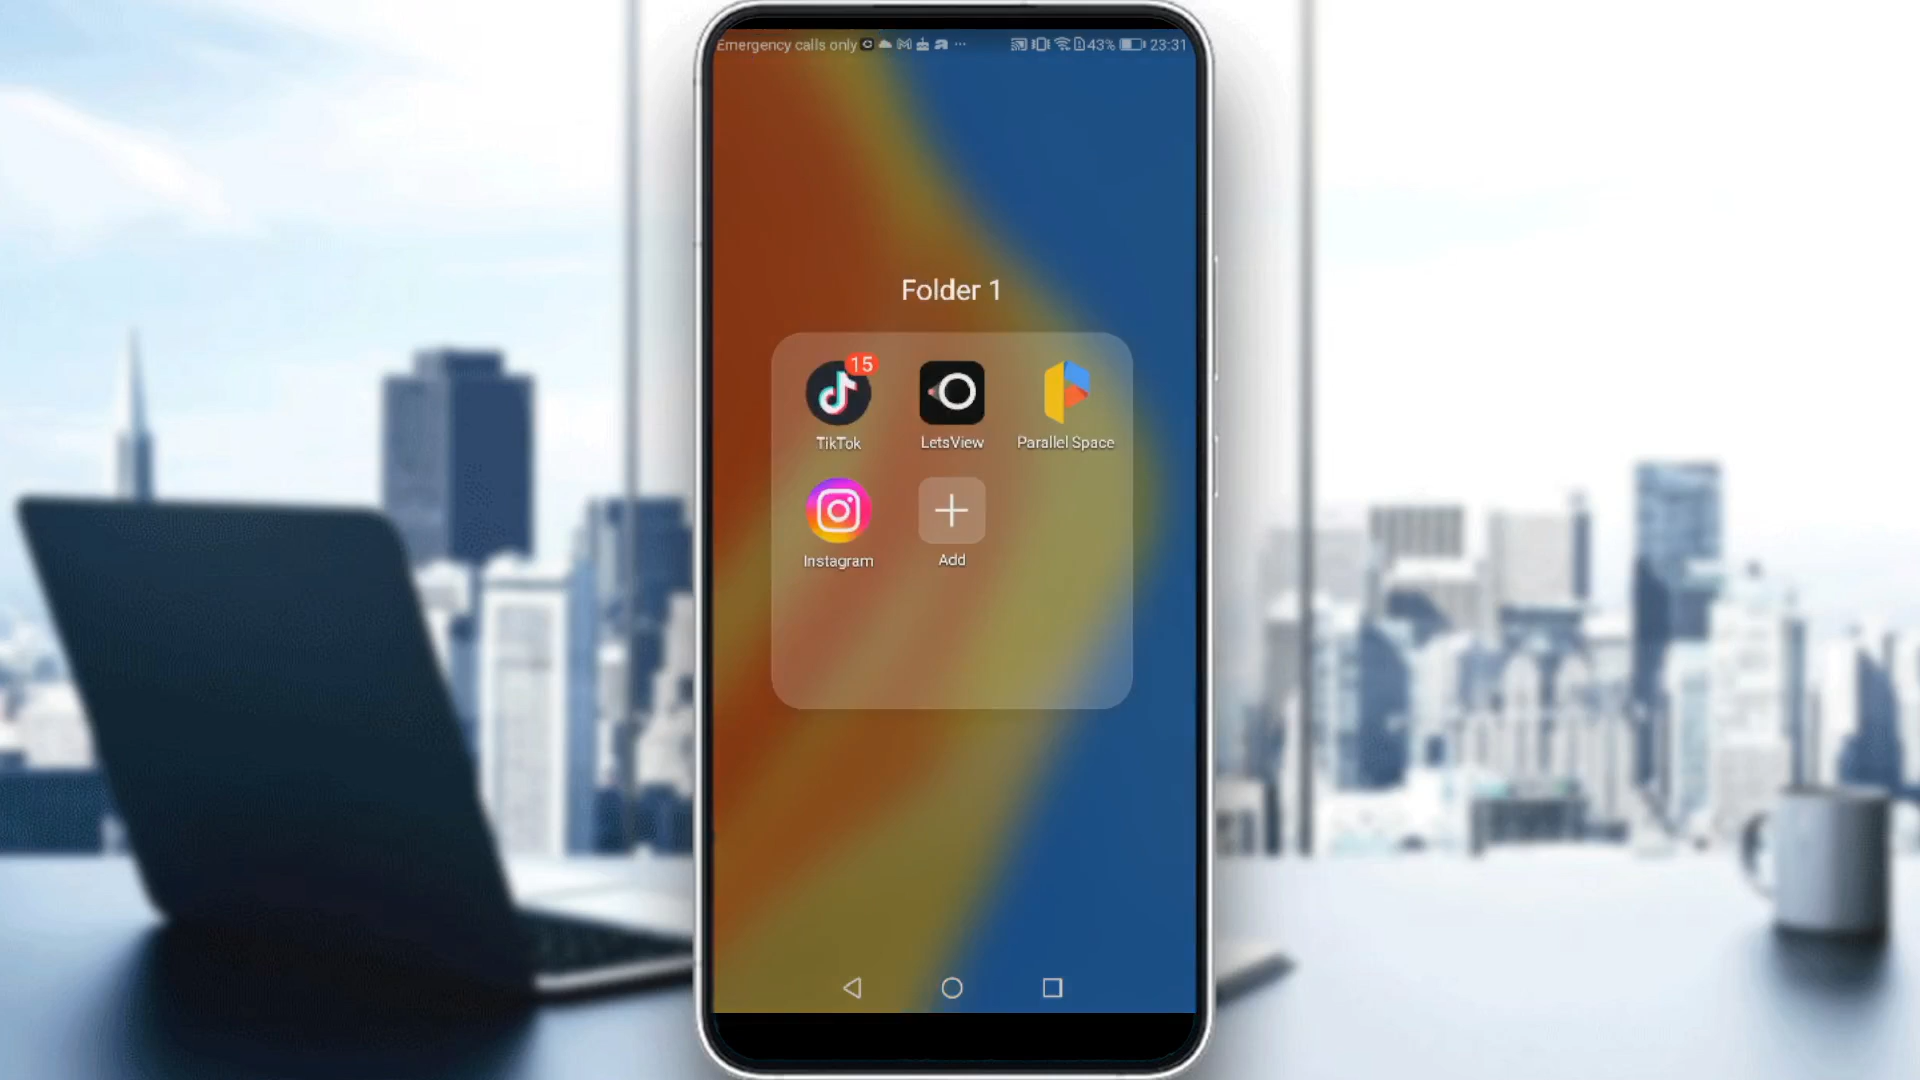 Emergency calls only ... 43% 23:31
Folder 1
15
TikTok LetsView Parallel Space
Instagram Add